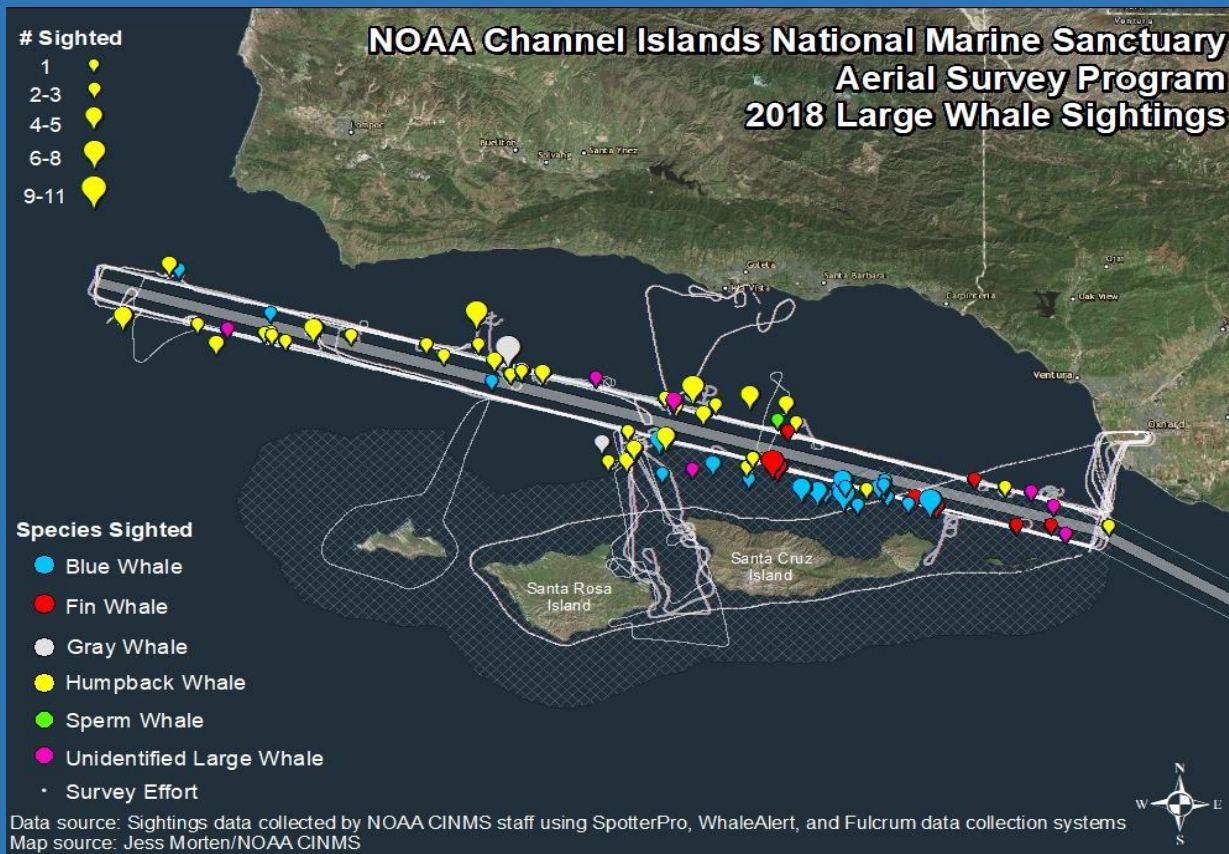 NOAA Channel Islands National Marine Sanctuary
Aerial Survey Program
2018 Large Whale Sightings
# Sighted
1
2-3
4-5
6-8
9-11
Ventura
Lompoc
Buellton
Solvang
Santa Ynez
Ojai
Goleta
Isla Vista
Santa Barbara
Carpinteria
Oak View
Ventura
Oxnard
Santa Cruz
Island
Santa Rosa
Island
Species Sighted
Blue Whale
Fin Whale
Gray Whale
Humpback Whale
Sperm Whale
Unidentified Large Whale
Survey Effort
N
W E
S
Data source: Sightings data collected by NOAA CINMS staff using SpotterPro, WhaleAlert, and Fulcrum data collection systems
Map source: Jess Morten/NOAA CINMS